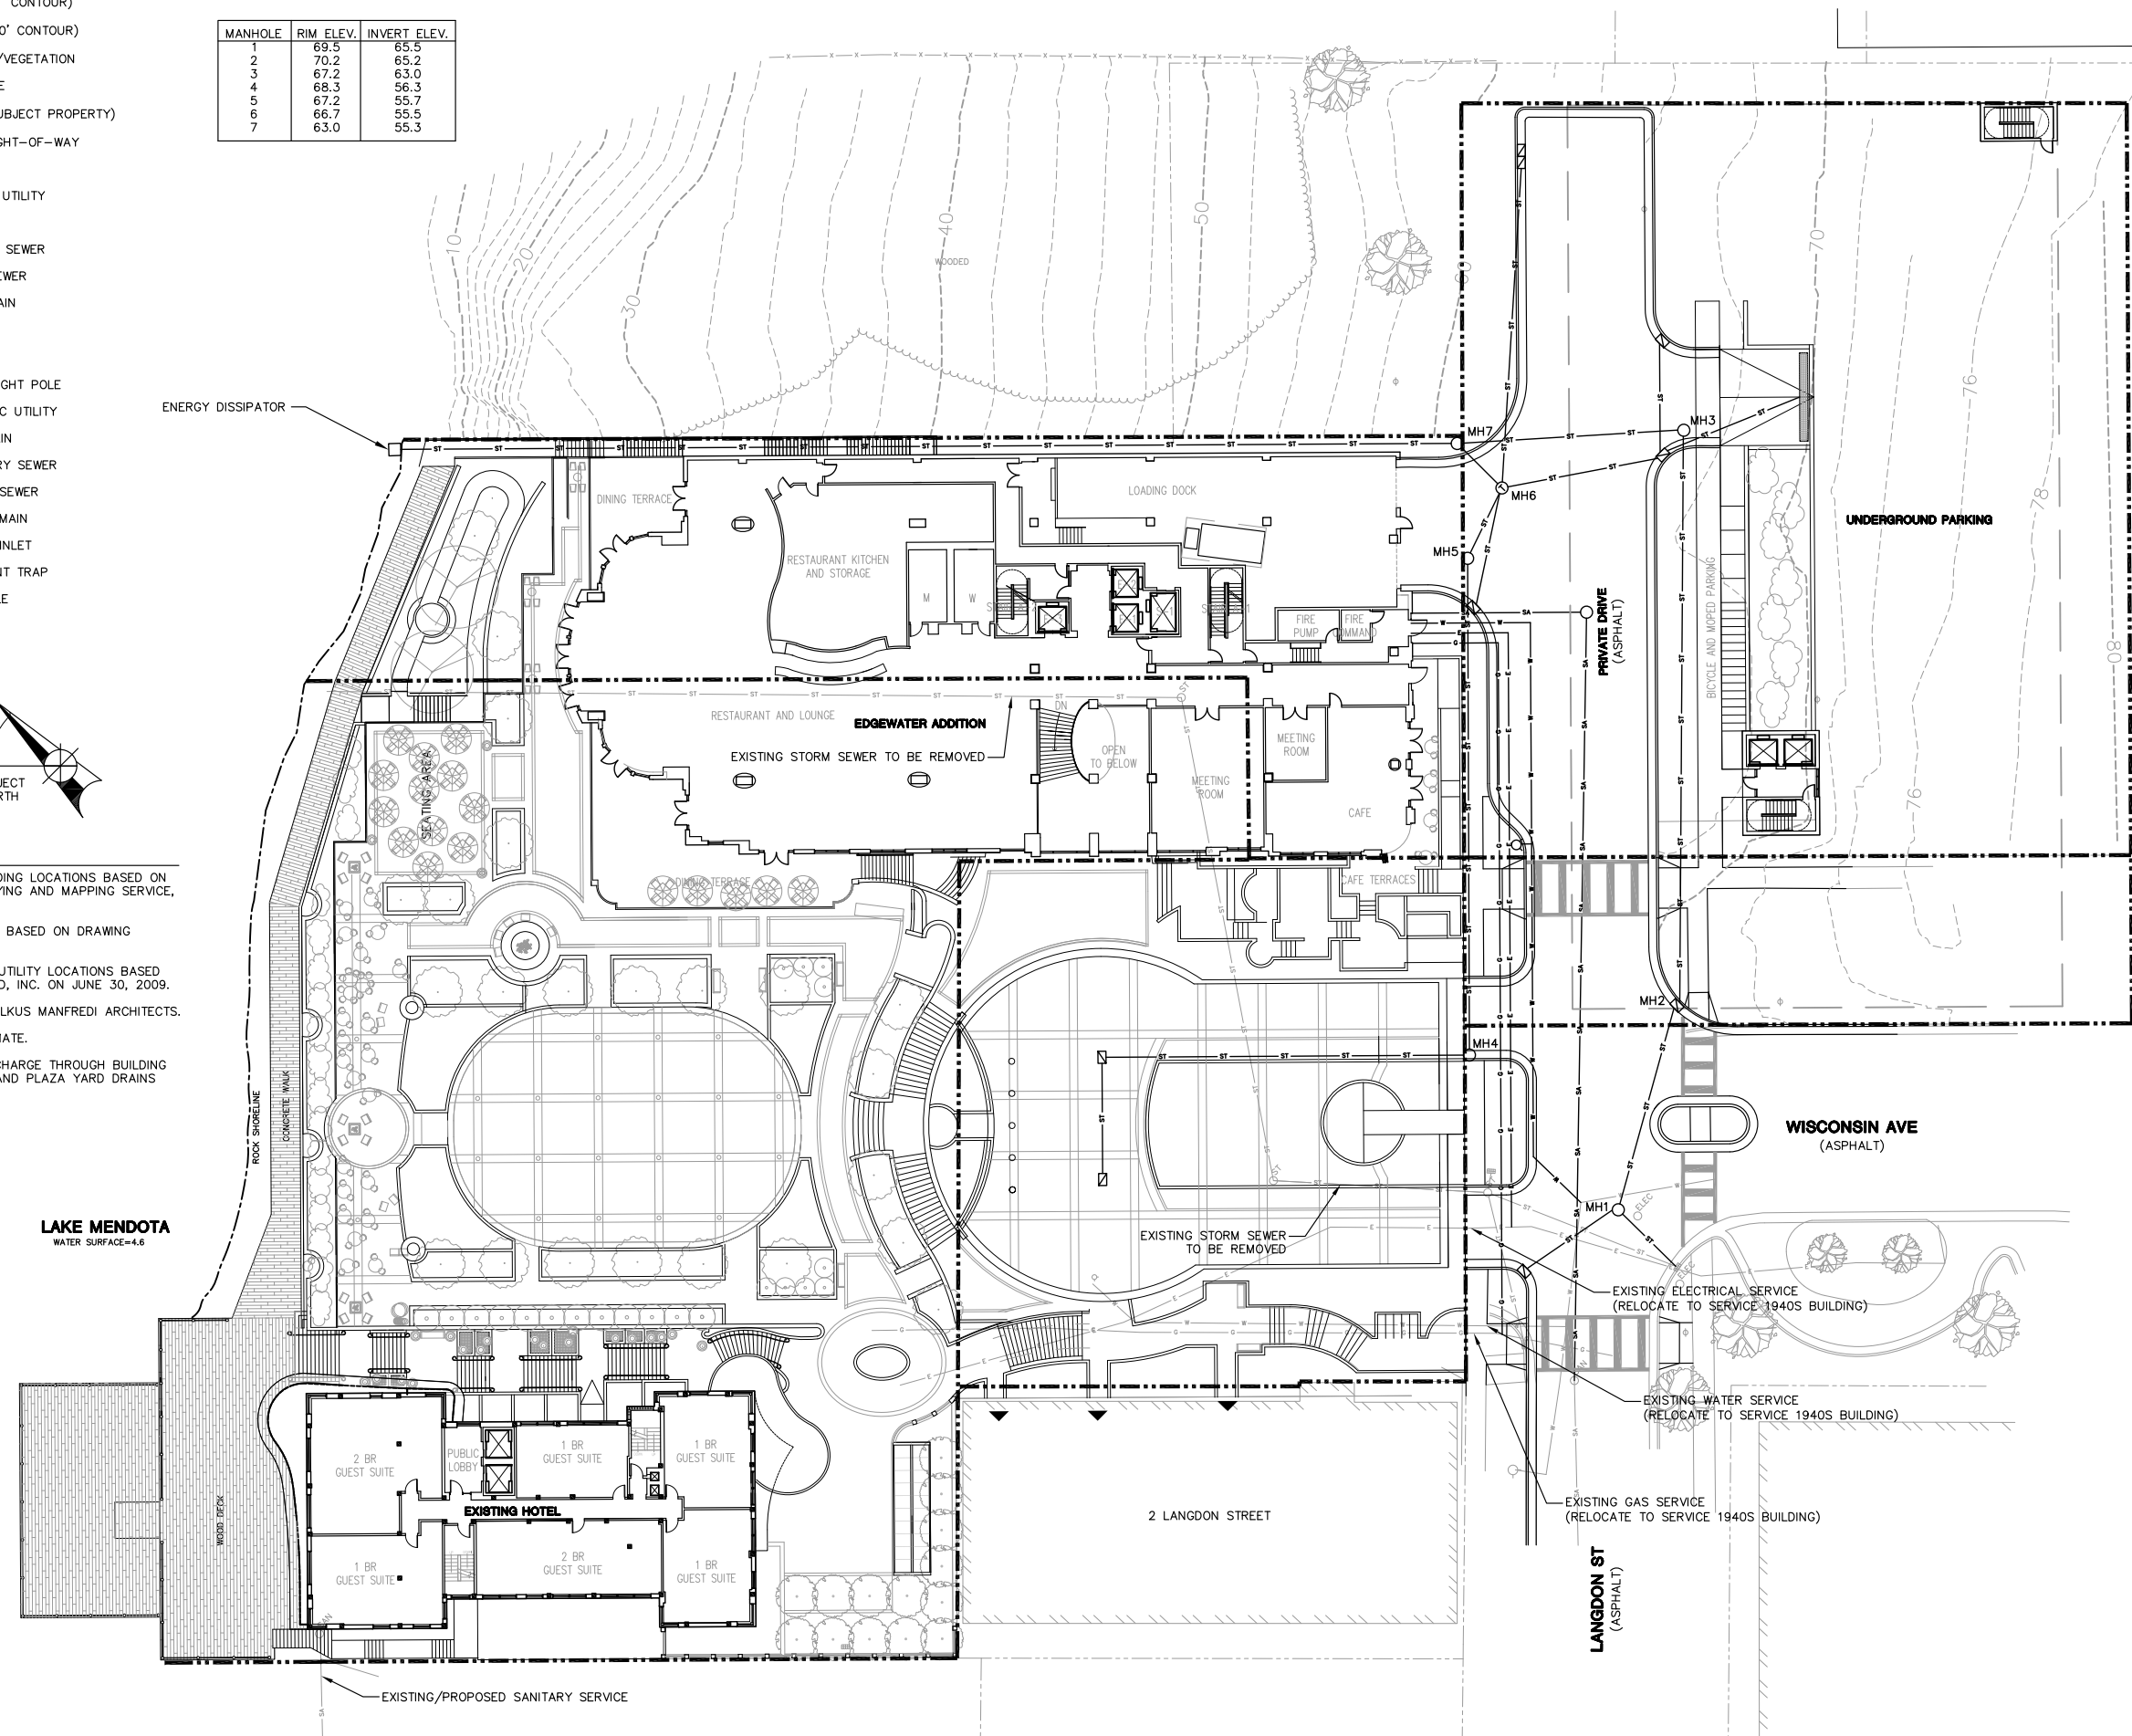 CONTOUR)
0' CONTOUR)
/VEGETATION
E
UBJECT PROPERTY)
GHT-OF-WAY
UTILITY
SEWER
EWER
AIN
GHT POLE
C UTILITY
IN
RY SEWER
SEWER
MAIN
INLET
NT TRAP
LE
MANHOLE RIM ELEV. INVERT ELEV.
1 69.5 65.5
2 70.2 65.2
3 67.2 63.0
4 68.3 56.3
5 67.2 55.7
6 66.7 55.5
7 63.0 55.3
10
20
30
40
50
60
70
76
78
80
76
WOODED
ENERGY DISSIPATOR
MH7
MH3
MH6
MH5
UNDERGROUND PARKING
BICYCLE AND MOPED PARKING
PRIVATE DRIVE
(ASPHALT)
DINING TERRACE
LOADING DOCK
RESTAURANT KITCHEN
AND STORAGE
M
W
FIRE
PUMP
FIRE
COMMAND
RESTAURANT AND LOUNGE
EDGEWATER ADDITION
EXISTING STORM SEWER TO BE REMOVED
DN
OPEN
TO BELOW
MEETING
ROOM
MEETING
ROOM
CAFE
CAFE TERRACES
SEATING AREA
DINING TERRACE
JECT
RTH
DING LOCATIONS BASED ON
YING AND MAPPING SERVICE,
BASED ON DRAWING
UTILITY LOCATIONS BASED
D, INC. ON JUNE 30, 2009.
LKUS MANFREDI ARCHITECTS.
MATE.
CHARGE THROUGH BUILDING
AND PLAZA YARD DRAINS
MH2
MH4
MH1
ELEC
ELEC
WISCONSIN AVE
(ASPHALT)
ROCK SHORELINE
CONCRETE WALK
LAKE MENDOTA
WATER SURFACE=4.6
EXISTING STORM SEWER
TO BE REMOVED
EXISTING ELECTRICAL SERVICE
(RELOCATE TO SERVICE 1940S BUILDING)
EXISTING WATER SERVICE
(RELOCATE TO SERVICE 1940S BUILDING)
EXISTING GAS SERVICE
(RELOCATE TO SERVICE 1940S BUILDING)
LANGDON ST
(ASPHALT)
2 LANGDON STREET
WOOD DECK
2 BR
GUEST SUITE
PUBLIC
LOBBY
1 BR
GUEST SUITE
1 BR
GUEST SUITE
EXISTING HOTEL
1 BR
GUEST SUITE
2 BR
GUEST SUITE
1 BR
GUEST SUITE
EXISTING/PROPOSED SANITARY SERVICE